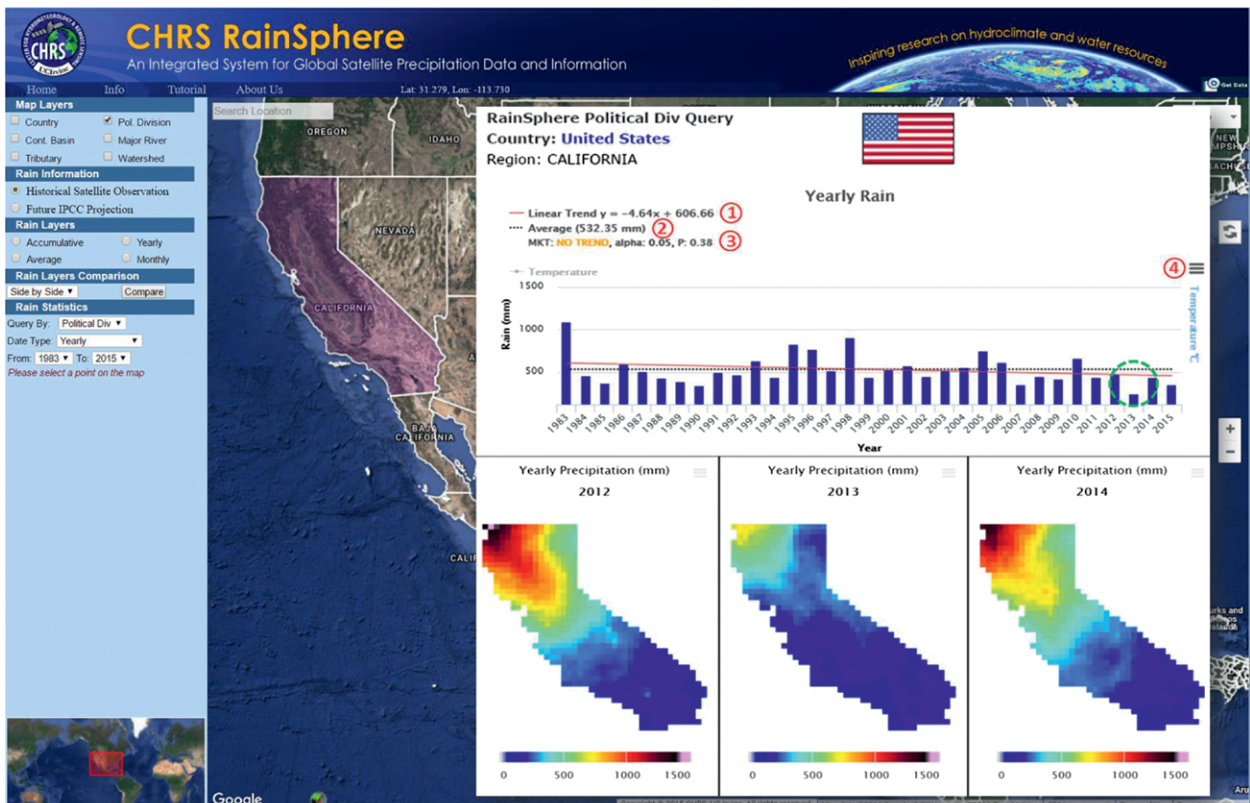 CHRS
UCIrvine
CHRS RainSphere
An Integrated System for Global Satellite Precipitation Data and Information
Inspiring research on hydroclimate and water resources
Home Info Tutorial About Us Lat: 31.279, Lon: -113.730
Get Data
Map Layers
Country Pol. Division
Cont. Basin Major River
Tributary Watershed
Rain Information
Historical Satellite Observation
Future IPCC Projection
Rain Layers
Accumulative Yearly
Average Monthly
Rain Layers Comparison
Side by Side Compare
Rain Statistics
Query By: Political Div
Date Type: Yearly
From: 1983 To: 2015
Please select a point on the map
Search Location
OREGON
IDAHO
NEVADA
CALIFORNIA
BAJA
CALIFORNIA
CALIF
Google
RainSphere Political Div Query
Country: United States
Region: CALIFORNIA
Yearly Rain
Linear Trend y = −4.64x + 606.66 1
Average (532.35 mm) 2
MKT: NO TREND, alpha: 0.05, P: 0.38 3
Temperature
4
1500
1000
500
Rain (mm)
Temperature °C
1983 1984 1985 1986 1987 1988 1989 1990 1991 1992 1993 1994 1995 1996 1997 1998 1999 2000 2001 2002 2003 2004 2005 2006 2007 2008 2009 2010 2011 2012 2013 2014 2015
Year
Yearly Precipitation (mm)
2012
0 500 1000 1500
Yearly Precipitation (mm)
2013
0 500 1000 1500
Yearly Precipitation (mm)
2014
0 500 1000 1500
NEW
+
−
Aru